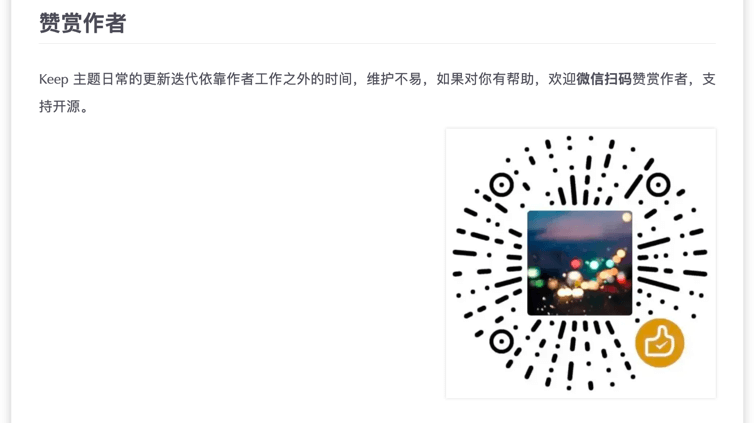 赞赏作者
Keep 主题日常的更新迭代依靠作者工作之外的时间，维护不易，如果对你有帮助，欢迎微信扫码赞赏作者，支
持开源。